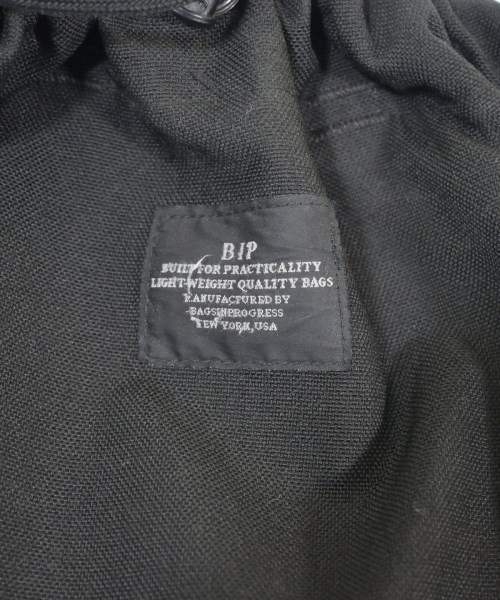 BIP
BUILT FOR PRACTICALITY
LIGHT-WEIGHT QUALITY BAGS
MANUFACTURED BY
BAGSINPROGRESS
NEW YORK, USA